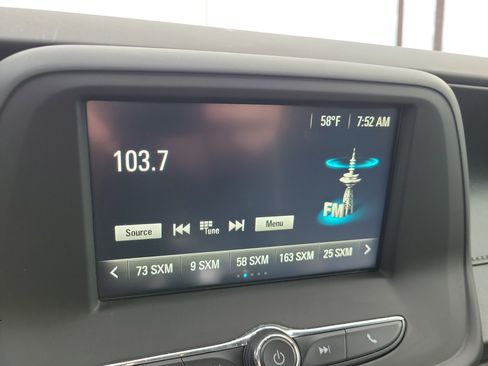 58°F 7:52 AM
103.7
FM
Source Tune Menu
73 SXM 9 SXM 58 SXM 163 SXM 25 SXM